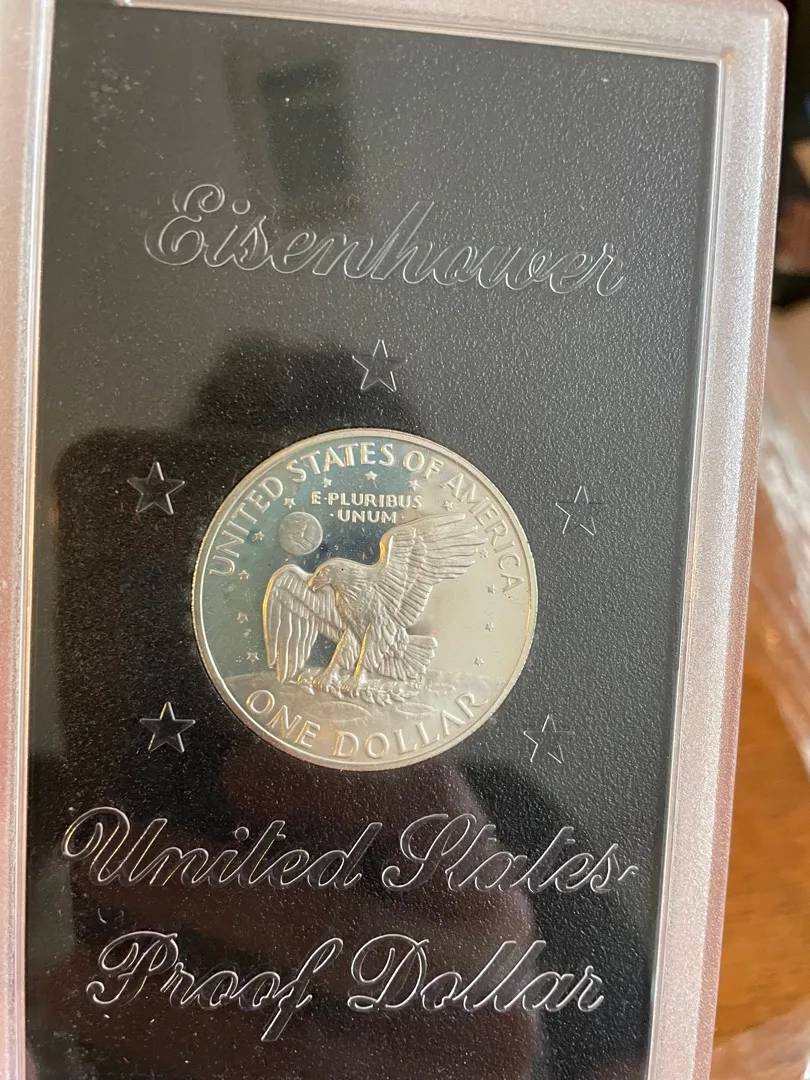 Eisenhower
UNITED STATES OF AMERICA
E·PLURIBUS
·UNUM·
ONE DOLLAR
United States
Proof Dollar